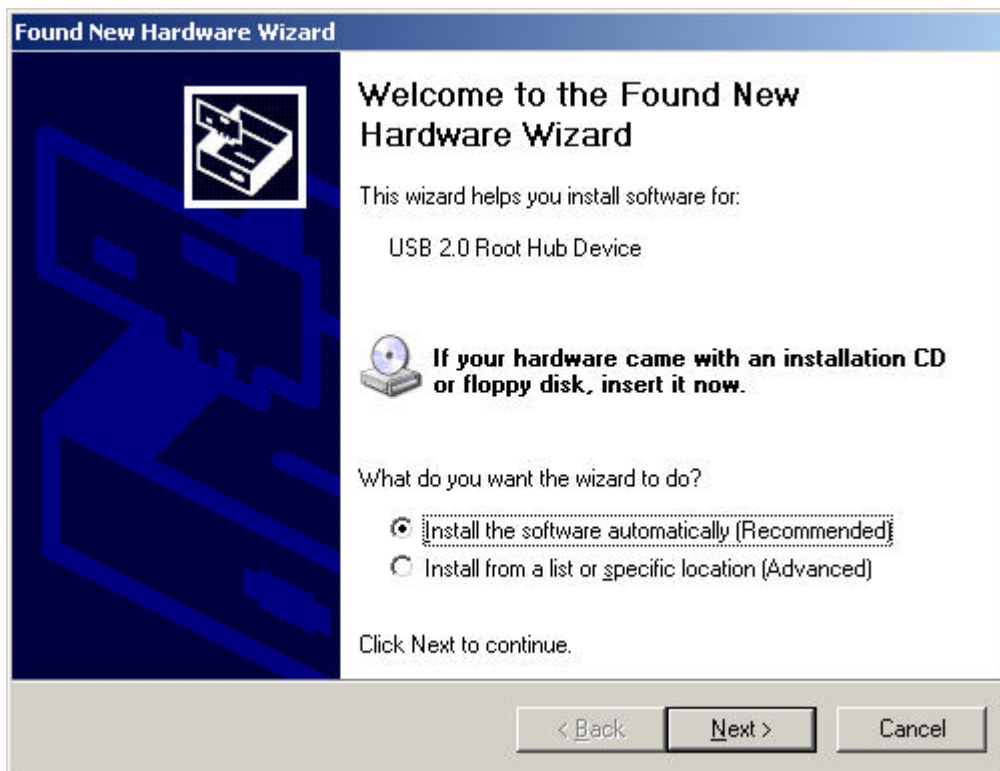 Found New Hardware Wizard
Welcome to the Found New
Hardware Wizard
This wizard helps you install software for:
USB 2.0 Root Hub Device
If your hardware came with an installation CD
or floppy disk, insert it now.
What do you want the wizard to do?
Install the software automatically (Recommended)
Install from a list or specific location (Advanced)
Click Next to continue.
< Back
Next >
Cancel